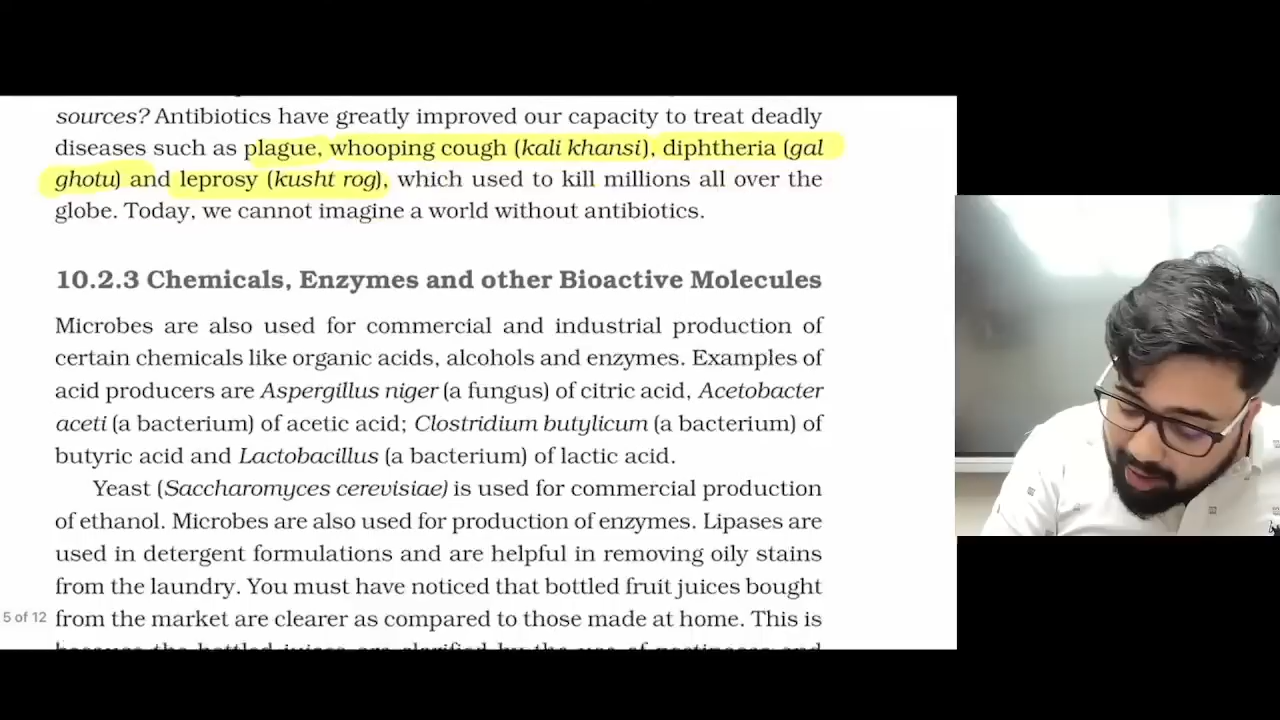 sources? Antibiotics have greatly improved our capacity to treat deadly
diseases such as plague, whooping cough (kali khansi), diphtheria (gal
ghotu) and leprosy (kusht rog), which used to kill millions all over the
globe. Today, we cannot imagine a world without antibiotics.
10.2.3 Chemicals, Enzymes and other Bioactive Molecules
Microbes are also used for commercial and industrial production of
certain chemicals like organic acids, alcohols and enzymes. Examples of
acid producers are Aspergillus niger (a fungus) of citric acid, Acetobacter
aceti (a bacterium) of acetic acid; Clostridium butylicum (a bacterium) of
butyric acid and Lactobacillus (a bacterium) of lactic acid.
Yeast (Saccharomyces cerevisiae) is used for commercial production
of ethanol. Microbes are also used for production of enzymes. Lipases are
used in detergent formulations and are helpful in removing oily stains
from the laundry. You must have noticed that bottled fruit juices bought
5 of 12
from the market are clearer as compared to those made at home. This is